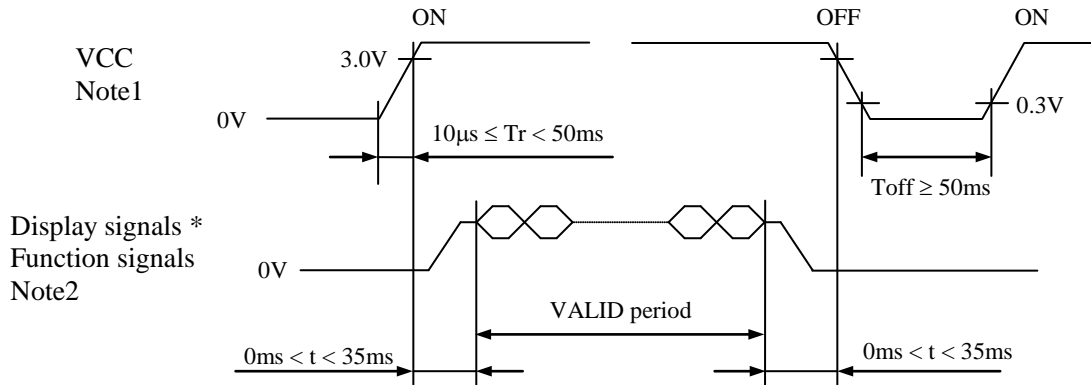 ON OFF ON
VCC
Note1
3.0V
0V
0.3V
10μs ≤ Tr < 50ms
Toff ≥ 50ms
Display signals *
Function signals
Note2
0V
VALID period
0ms < t < 35ms
0ms < t < 35ms